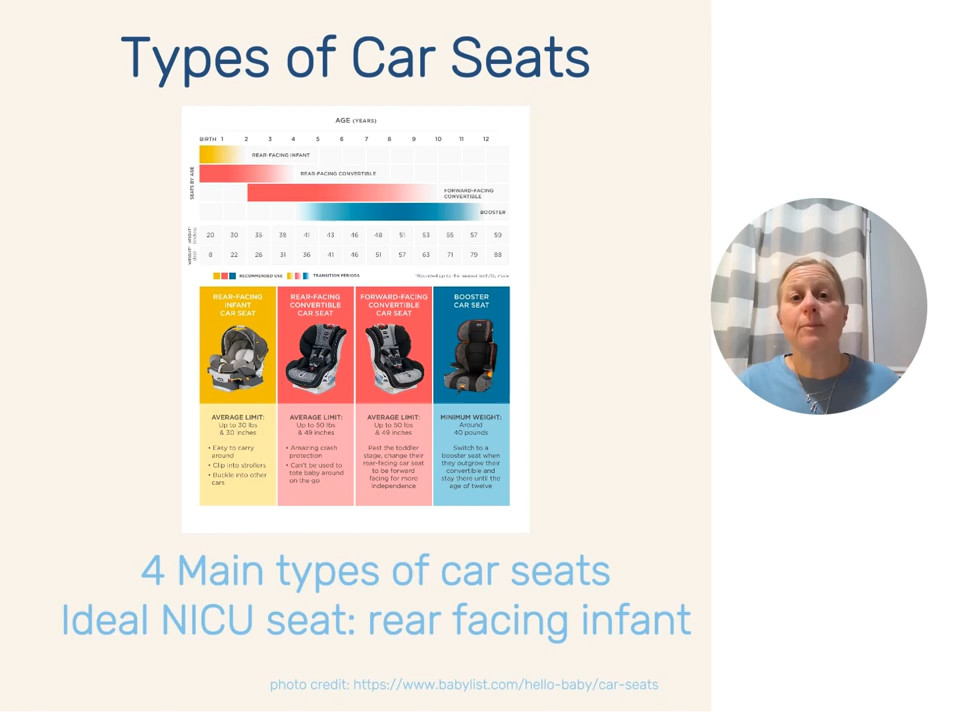 Types of Car Seats
AGE (YEARS)
BIRTH 1 2 3 4 5 6 7 8 9 10 11 12
SEATS BY AGE
REAR-FACING INFANT
REAR-FACING CONVERTIBLE
FORWARD-FACING
CONVERTIBLE
BOOSTER
20 30 35 38 41 43 46 48 51 53 55 57 59
8 22 28 31 36 41 46 51 57 63 71 79 88
RECOMMENDED USE TRANSITION PERIODS
REAR-FACING
INFANT
CAR SEAT
AVERAGE LIMIT:
Up to 30 lbs
& 30 inches
• Easy to carry
around
• Clip into strollers
• Buckle into other
cars
REAR-FACING
CONVERTIBLE
CAR SEAT
AVERAGE LIMIT:
Up to 50 lbs
& 49 inches
• Amazing crash
protection
• Can't be used to
tote baby around
on the go
FORWARD-FACING
CONVERTIBLE
CAR SEAT
AVERAGE LIMIT:
Up to 50 lbs
& 49 inches
Past the toddler
stage, change their
rear-facing car seat
to be forward
facing for more
independence
BOOSTER
CAR SEAT
MINIMUM WEIGHT:
Around
40 pounds
Switch to a
booster seat when
they outgrow their
convertible and
stay there until the
age of twelve
4 Main types of car seats
Ideal NICU seat: rear facing infant
photo credit: https://www.babylist.com/hello-baby/car-seats